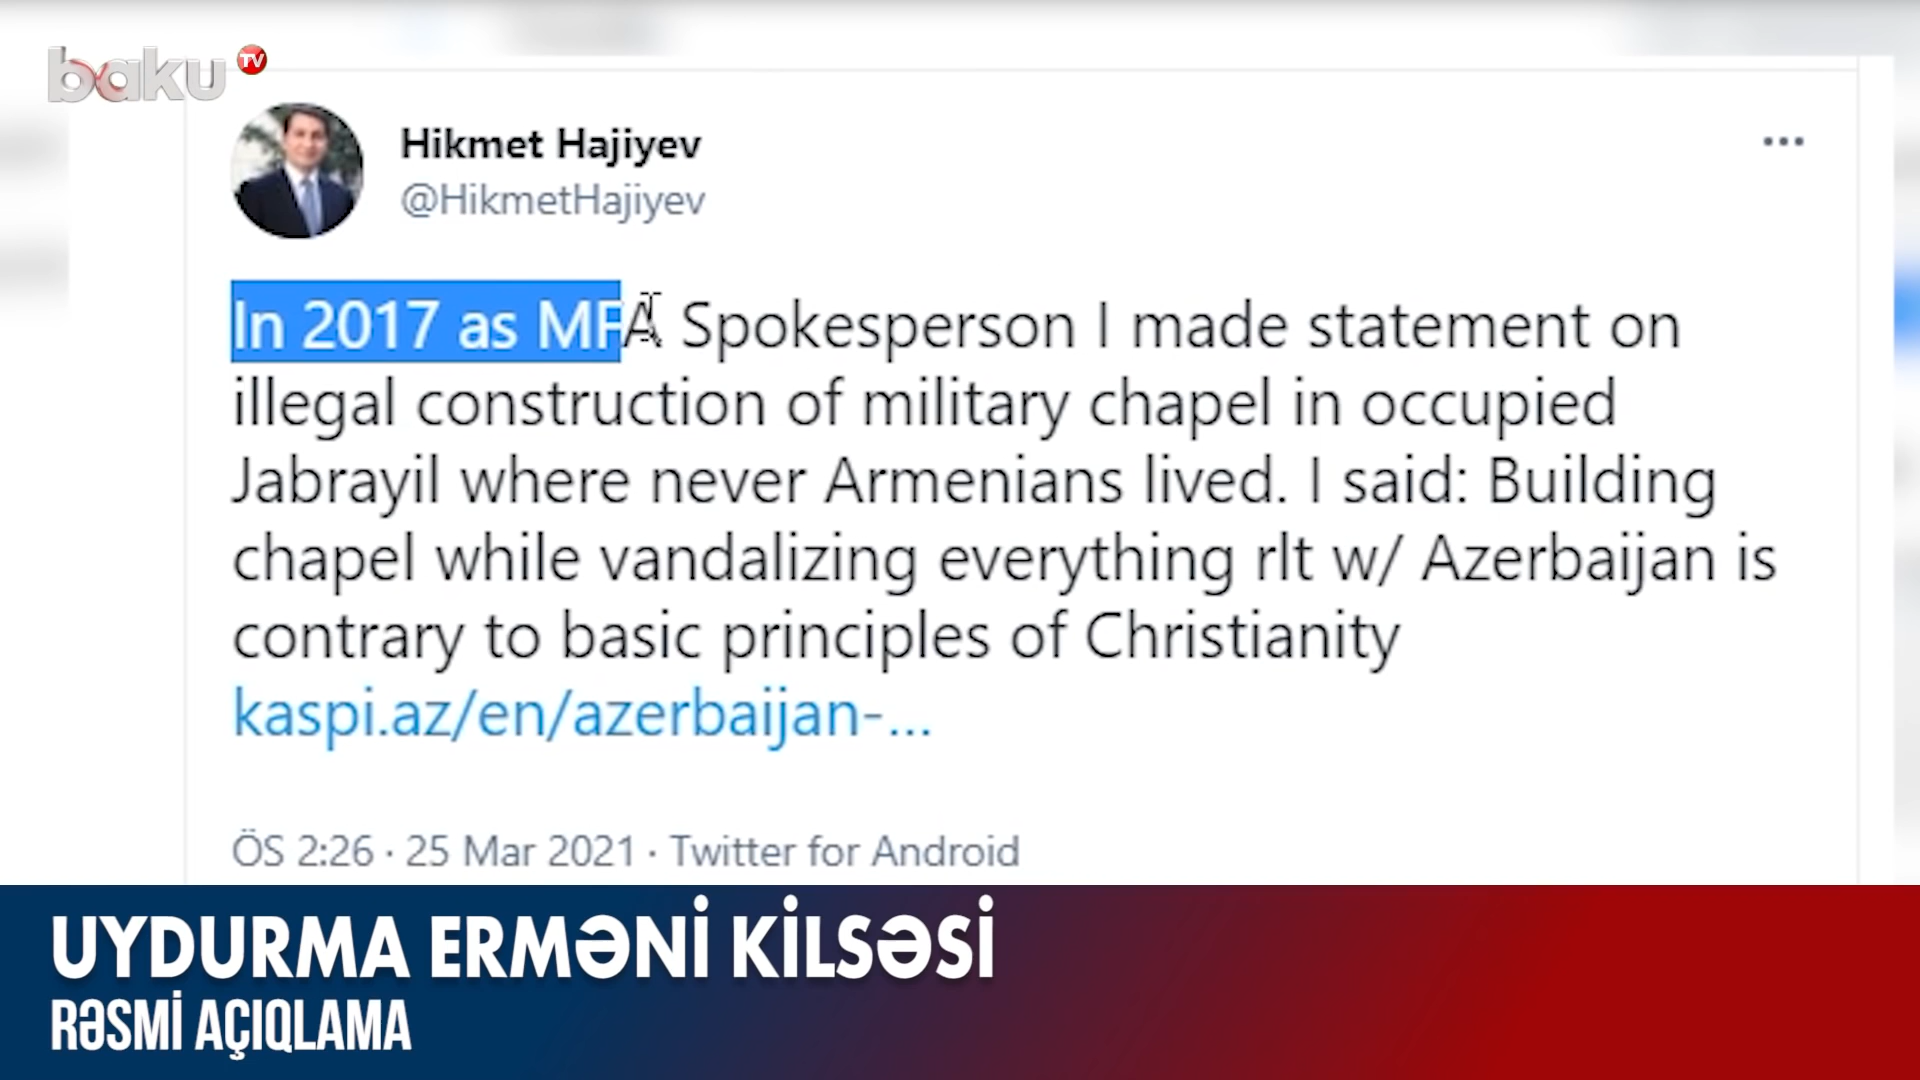 baku TV
Hikmet Hajiyev
@HikmetHajiyev
In 2017 as MFA Spokesperson I made statement on
illegal construction of military chapel in occupied
Jabrayil where never Armenians lived. I said: Building
chapel while vandalizing everything rlt w/ Azerbaijan is
contrary to basic principles of Christianity
kaspi.az/en/azerbaijan-...
ÖS 2:26 · 25 Mar 2021 · Twitter for Android
UYDURMA ERMƏNİ KİLSƏSİ
RƏSMİ AÇIQLAMA